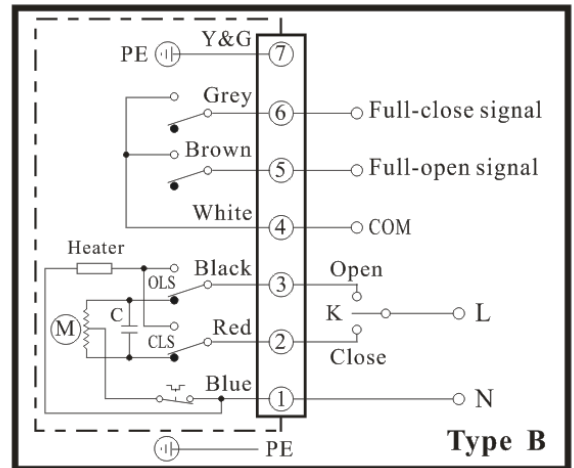 Y&G
PE 7
Grey
6 Full-close signal
Brown
5 Full-open signal
White
4 COM
Heater
Black Open
OLS 3
C K L
M CLS Red
2
Close
Blue
1 N
PE
Type B